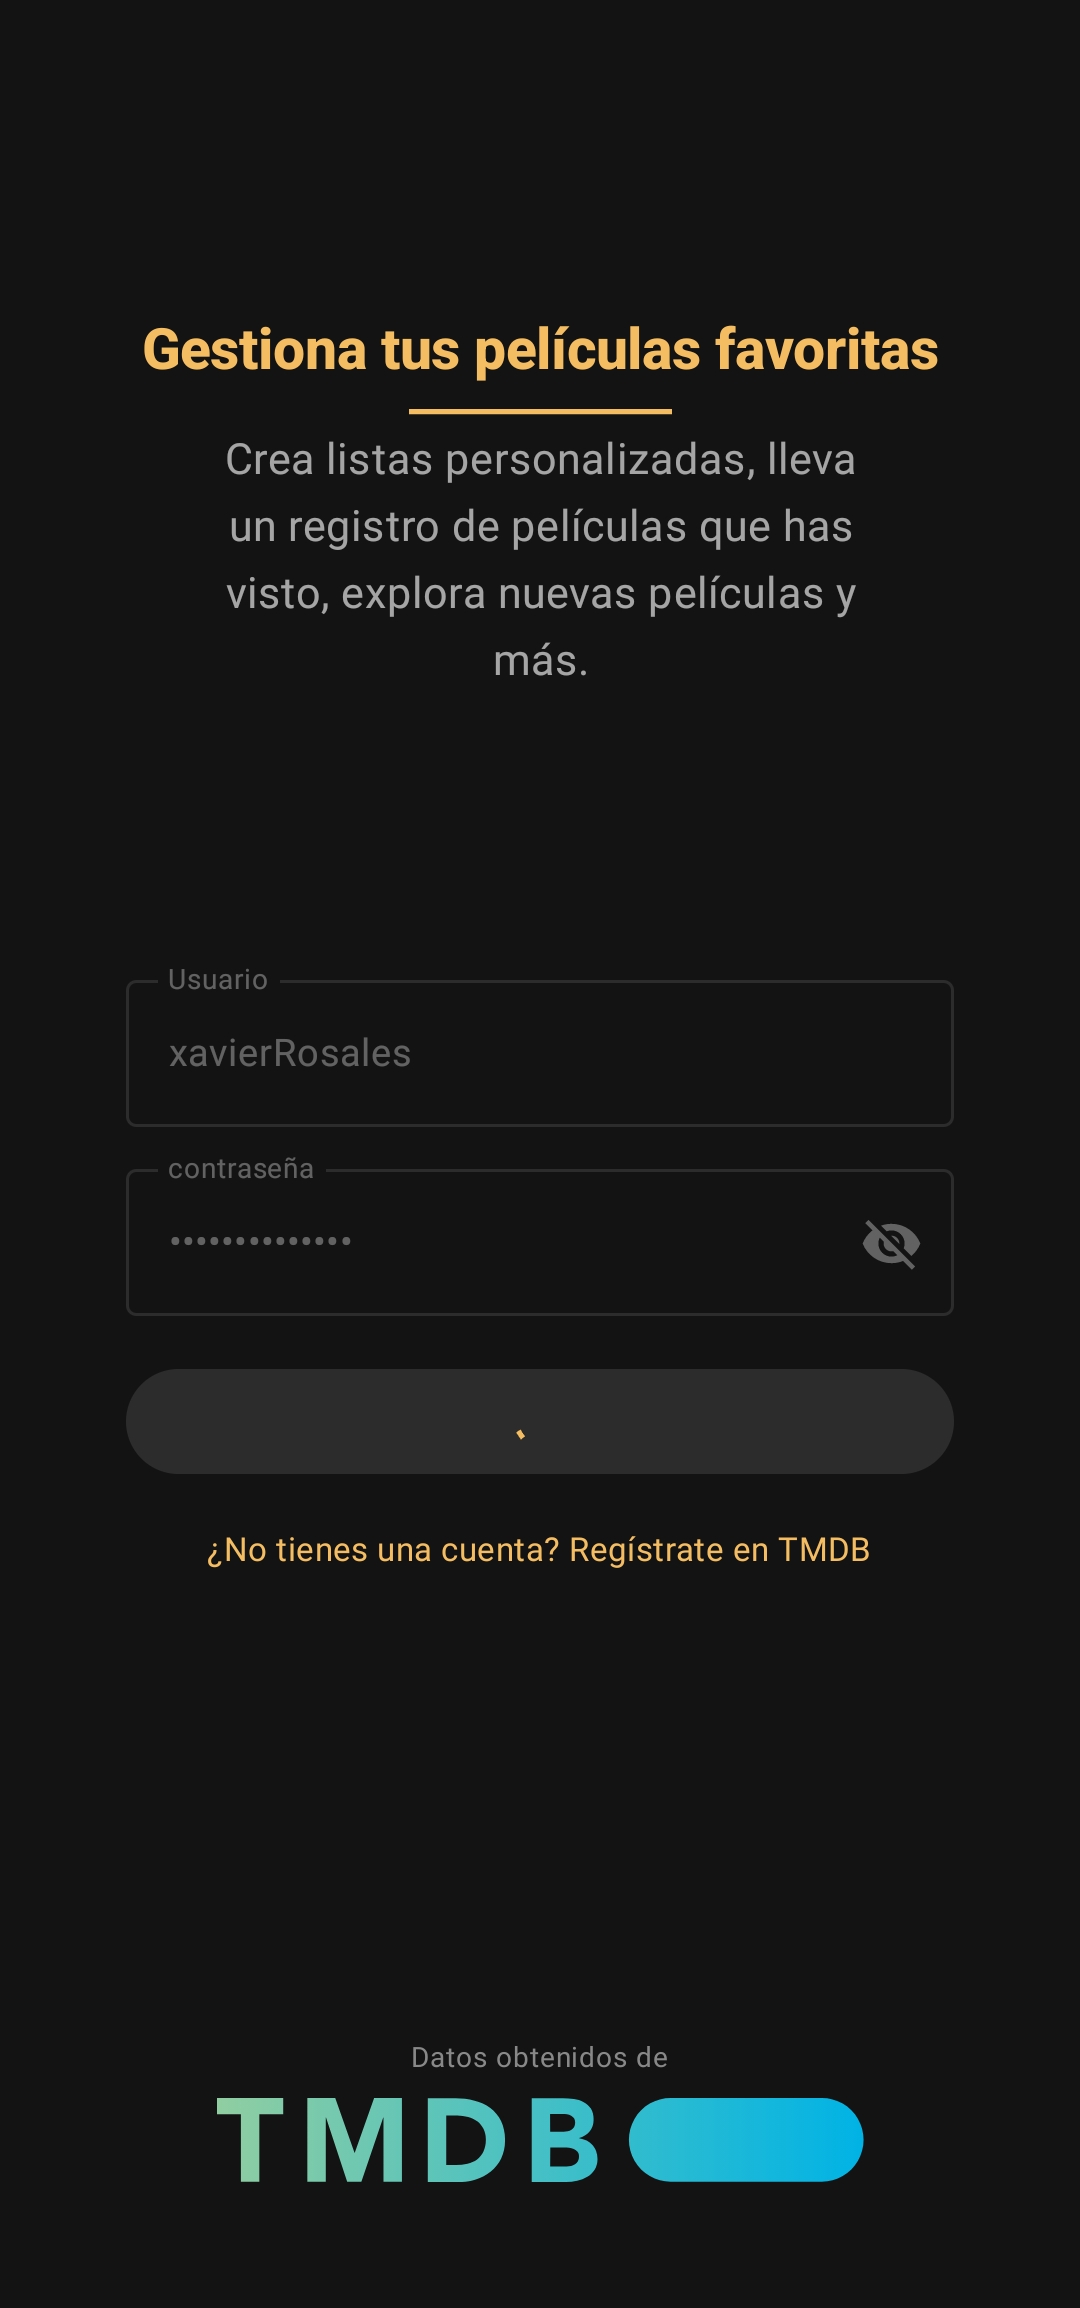 Gestiona tus películas favoritas
Crea listas personalizadas, lleva
un registro de películas que has
visto, explora nuevas películas y
más.
Usuario
xavierRosales
contraseña
••••••••••••••
¿No tienes una cuenta? Regístrate en TMDB
Datos obtenidos de
TMDB